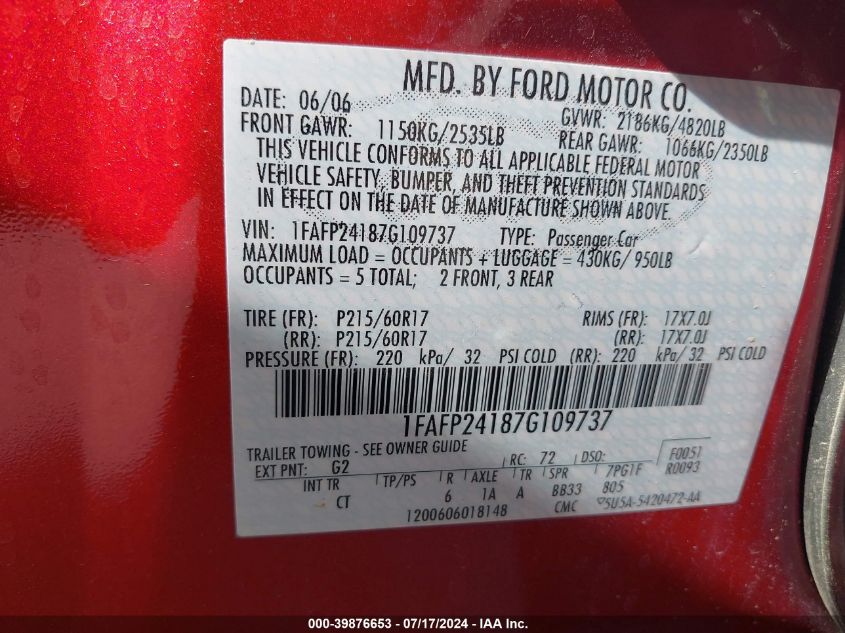 MFD. BY FORD MOTOR CO.
DATE: 06/06 GVWR: 2186KG/4820LB
FRONT GAWR: 1150KG/2535LB REAR GAWR: 1066KG/2350LB
THIS VEHICLE CONFORMS TO ALL APPLICABLE FEDERAL MOTOR
VEHICLE SAFETY, BUMPER, AND THEFT PREVENTION STANDARDS
IN EFFECT ON THE DATE OF MANUFACTURE SHOWN ABOVE.
VIN: 1FAFP24187G109737 TYPE: Passenger Car
MAXIMUM LOAD = OCCUPANTS + LUGGAGE = 430KG/ 950LB
OCCUPANTS = 5 TOTAL; 2 FRONT, 3 REAR
TIRE (FR): P215/60R17 RIMS (FR): 17X7.0J
(RR): P215/60R17 (RR): 17X7.0J
PRESSURE (FR): 220 kPa/ 32 PSI COLD (RR): 220 kPa/ 32 PSI COLD
1FAFP24187G109737
TRAILER TOWING - SEE OWNER GUIDE
EXT PNT: G2 RC: 72 DSO: F0051
R0093
INT TR TP/PS R AXLE TR SPR 7PG1F
CT 6 1A A BB33 805
1200606018148 CMC 5U5A-5420472-AA
000-39876653 - 07/17/2024 - IAA Inc.